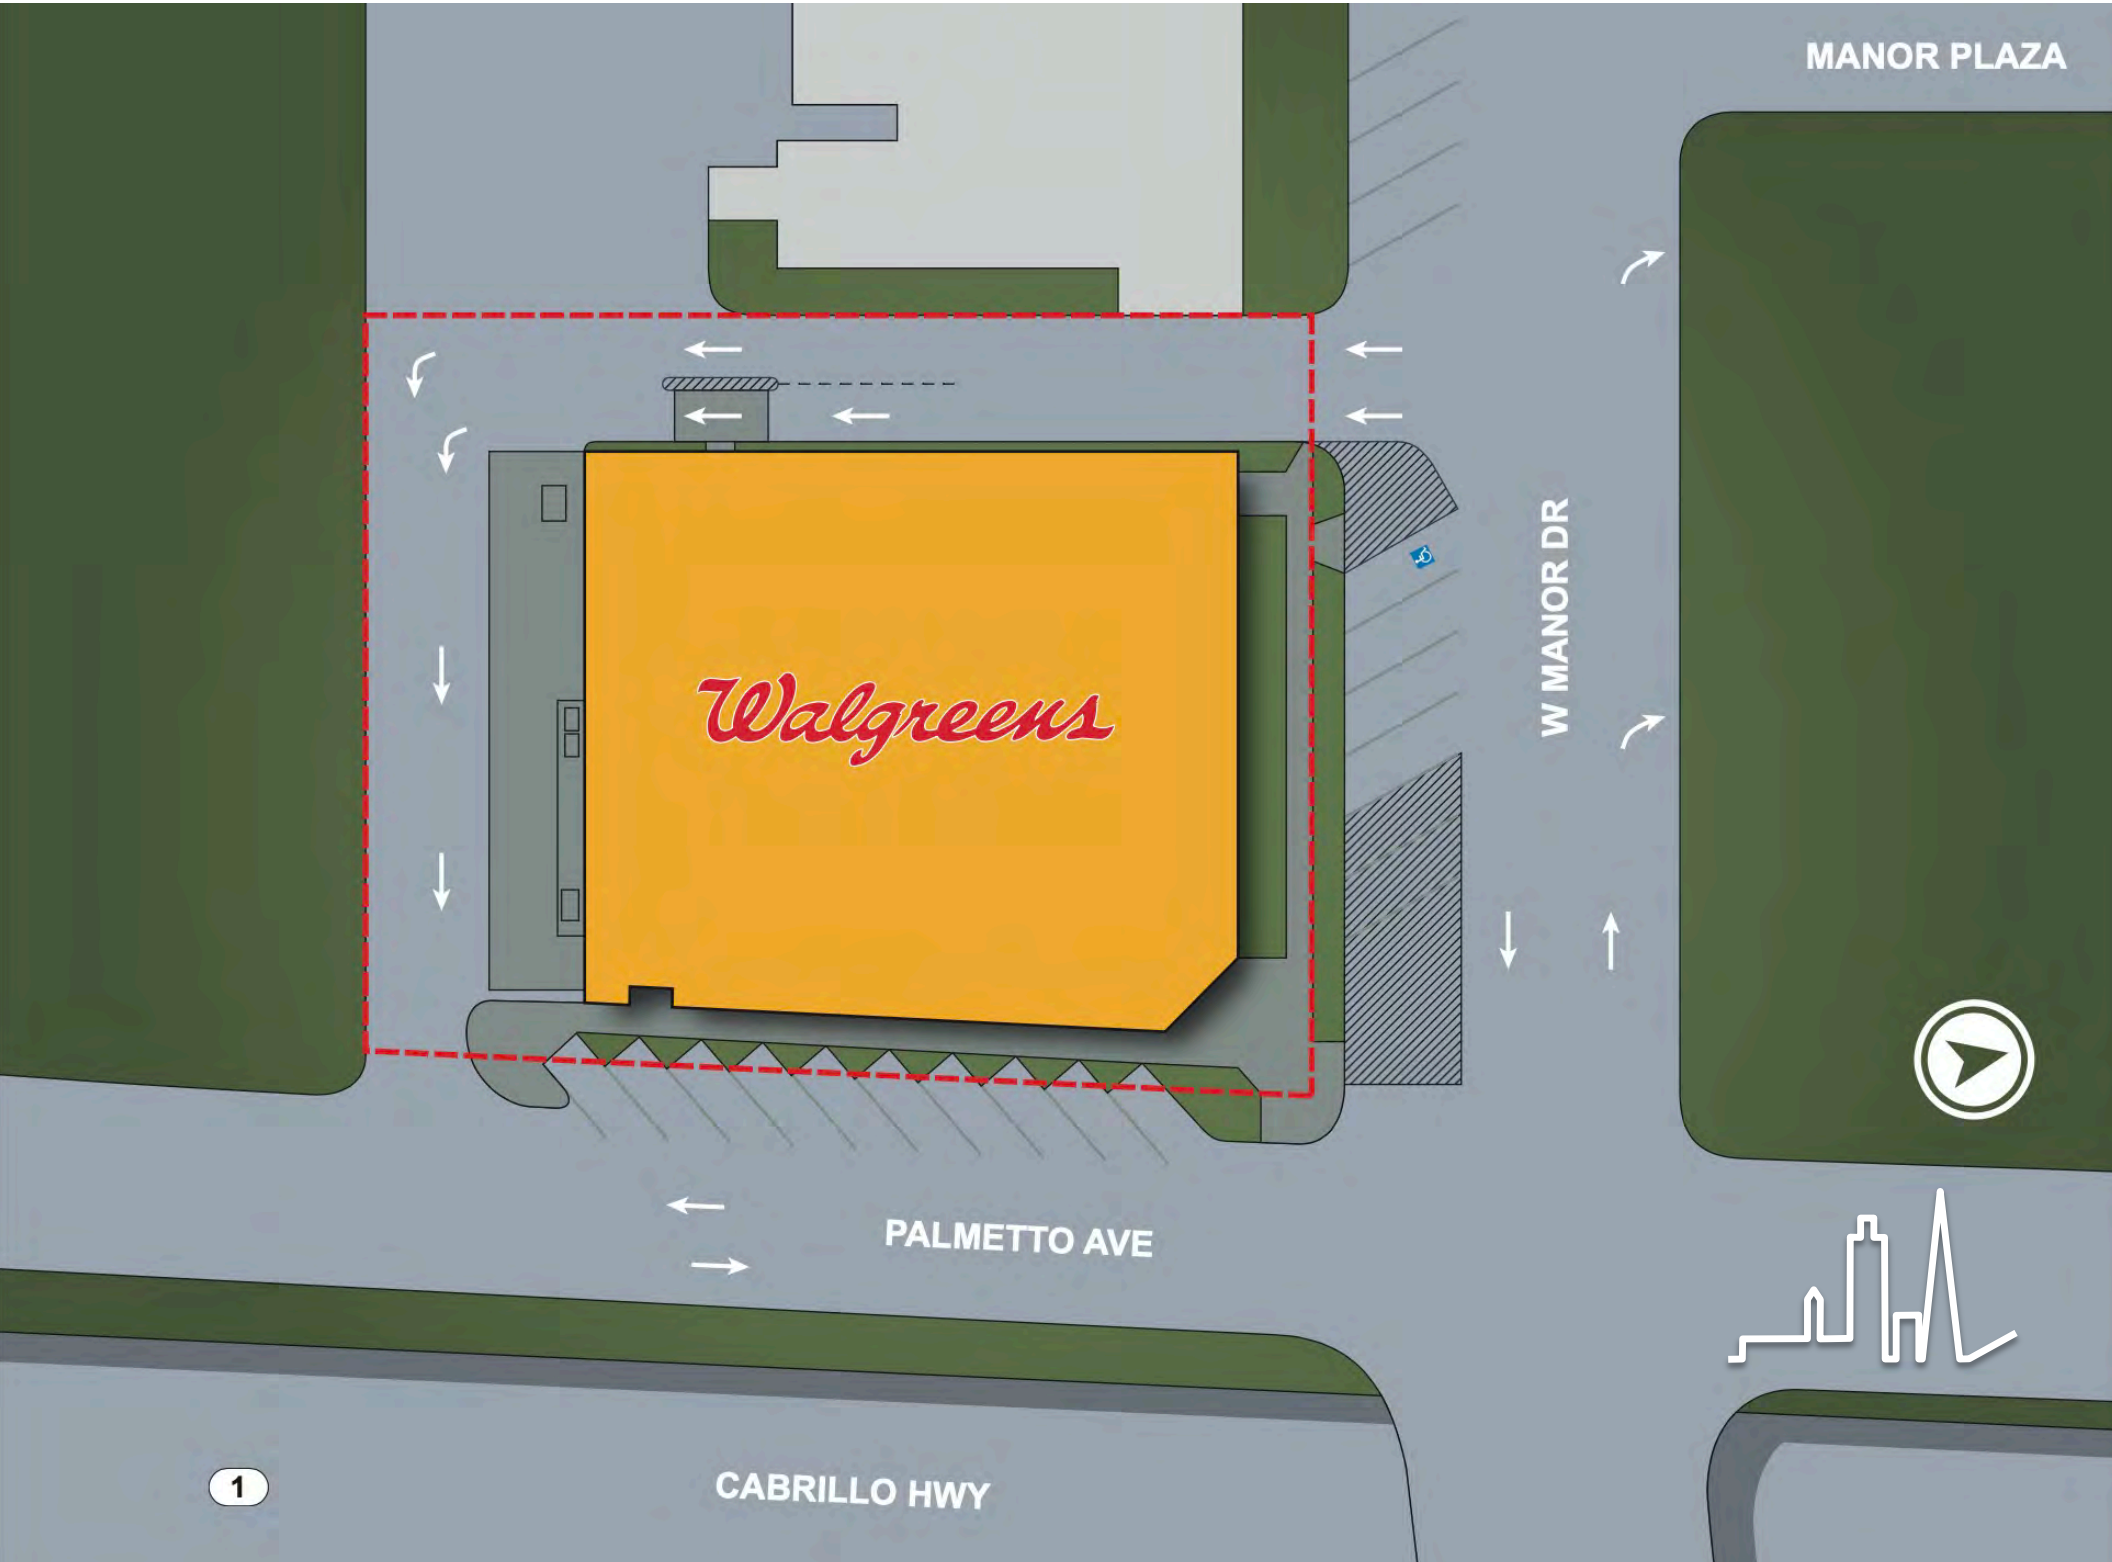 MANOR PLAZA
W MANOR DR
Walgreens
PALMETTO AVE
1
CABRILLO HWY